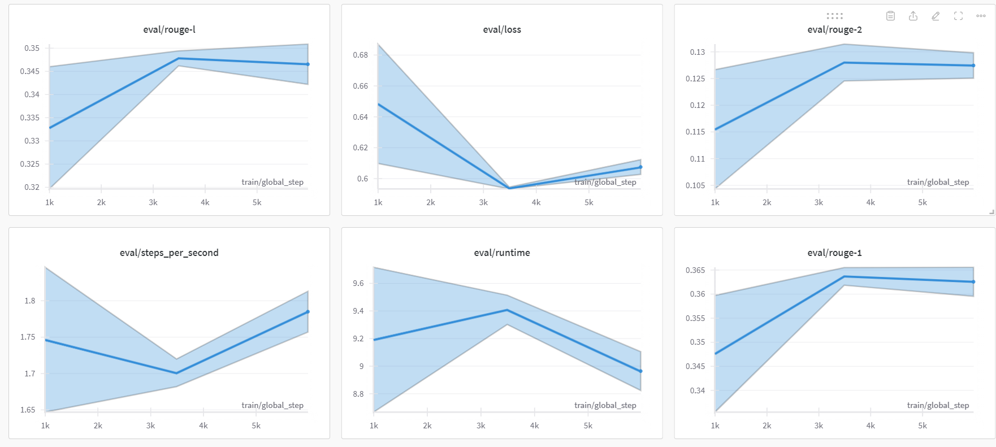 eval/rouge-l
0.35
0.345
0.34
0.335
0.33
0.325
0.32
train/global_step
1k 2k 3k 4k 5k
eval/loss
0.68
0.66
0.64
0.62
0.6
train/global_step
1k 2k 3k 4k 5k
eval/rouge-2
0.13
0.125
0.12
0.115
0.11
0.105
train/global_step
1k 2k 3k 4k 5k
eval/steps_per_second
1.8
1.75
1.7
1.65
train/global_step
1k 2k 3k 4k 5k
eval/runtime
9.6
9.4
9.2
9
8.8
train/global_step
1k 2k 3k 4k 5k
eval/rouge-1
0.365
0.36
0.355
0.35
0.345
0.34
train/global_step
1k 2k 3k 4k 5k